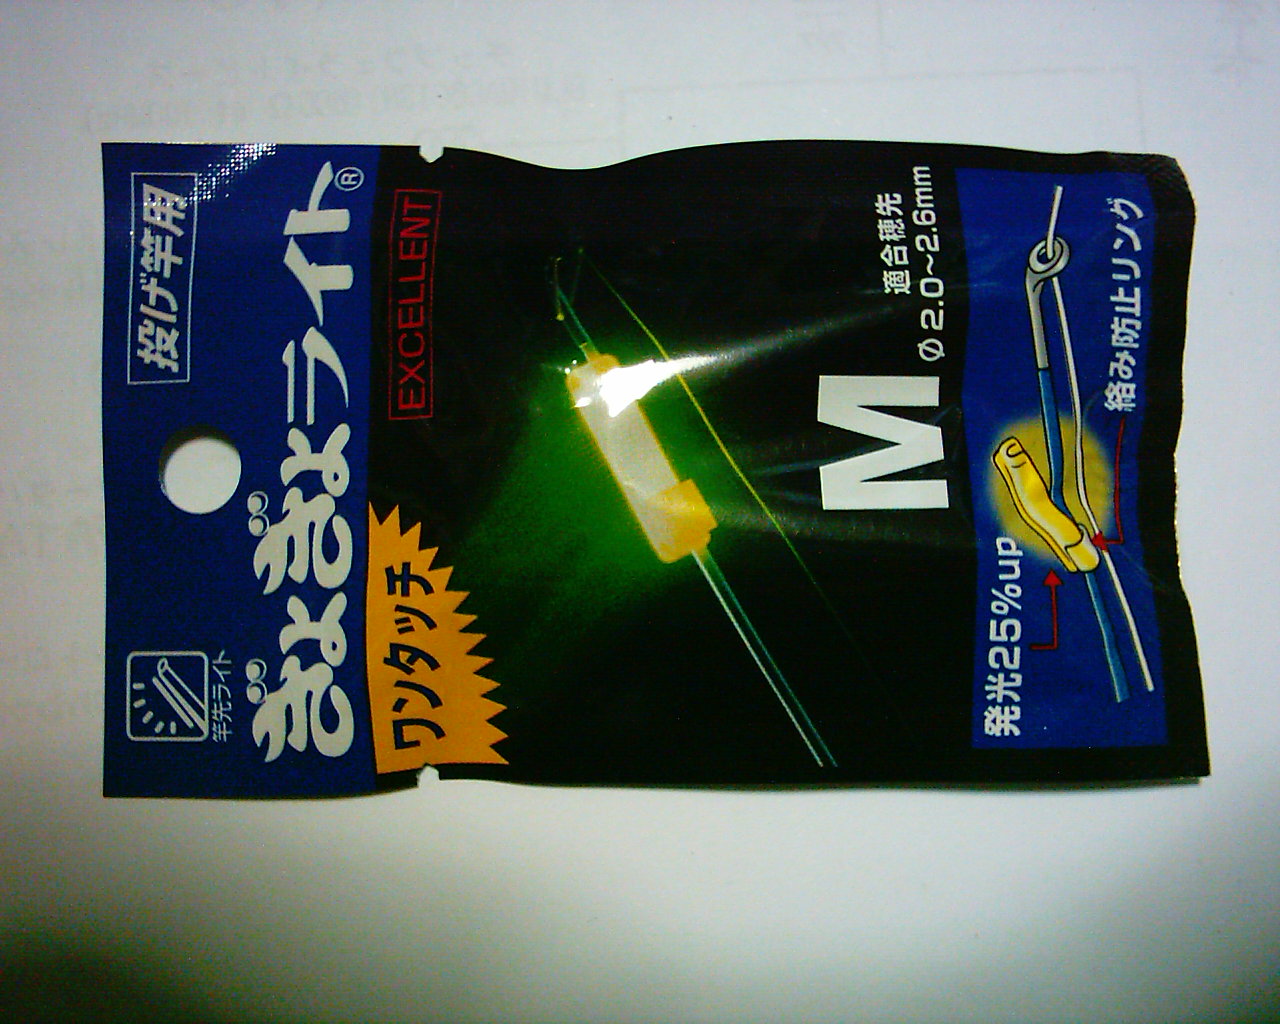 投げ竿用
竿先ライト
ぎょぎょライト®
EXCELLENT
ワンタッチ
適合穂先
Ø2.0~2.6mm
M
発光25%up
絡み防止リング